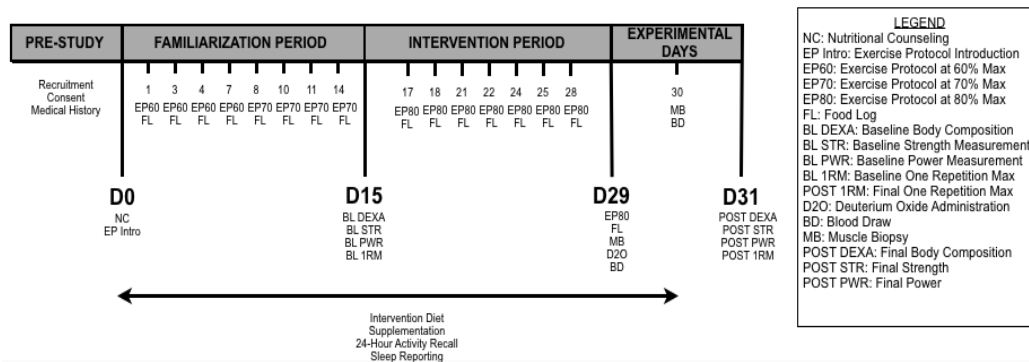 PRE-STUDY
FAMILIARIZATION PERIOD
INTERVENTION PERIOD
EXPERIMENTAL
DAYS
Recruitment
Consent
Medical History
1 3 4 7 8 10 11 14
EP60 EP60 EP60 EP60 EP70 EP70 EP70 EP70
FL FL FL FL FL FL FL FL
17 18 21 22 24 25 28
EP80 EP80 EP80 EP80 EP80 EP80 EP80
FL FL FL FL FL FL FL
30
MB
BD
D0
NC
EP Intro
D15
BL DEXA
BL STR
BL PWR
BL 1RM
D29
EP80
FL
MB
D2O
BD
D31
POST DEXA
POST STR
POST PWR
POST 1RM
Intervention Diet
Supplementation
24-Hour Activity Recall
Sleep Reporting
LEGEND
NC: Nutritional Counseling
EP Intro: Exercise Protocol Introduction
EP60: Exercise Protocol at 60% Max
EP70: Exercise Protocol at 70% Max
EP80: Exercise Protocol at 80% Max
FL: Food Log
BL DEXA: Baseline Body Composition
BL STR: Baseline Strength Measurement
BL PWR: Baseline Power Measurement
BL 1RM: Baseline One Repetition Max
POST 1RM: Final One Repetition Max
D2O: Deuterium Oxide Administration
BD: Blood Draw
MB: Muscle Biopsy
POST DEXA: Final Body Composition
POST STR: Final Strength
POST PWR: Final Power